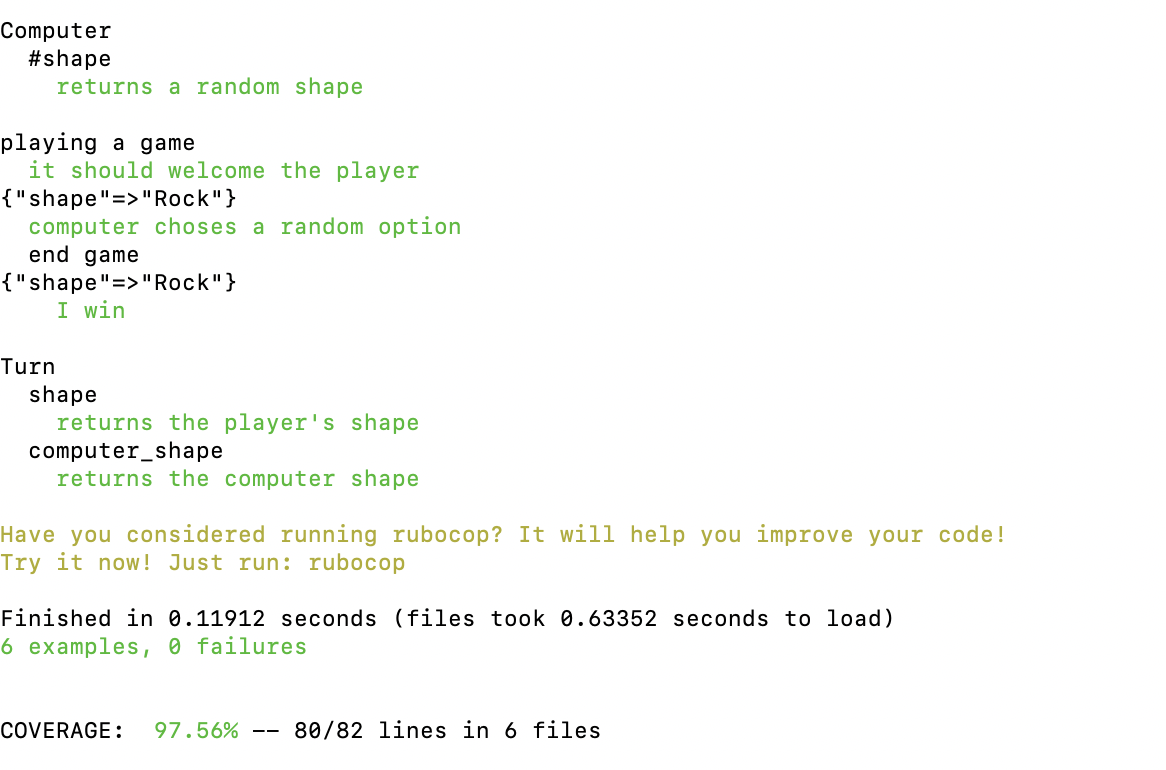 Computer
  #shape
    returns a random shape

playing a game
  it should welcome the player
{"shape"=>"Rock"}
  computer choses a random option
  end game
{"shape"=>"Rock"}
    I win

Turn
  shape
    returns the player's shape
  computer_shape
    returns the computer shape

Have you considered running rubocop? It will help you improve your code!
Try it now! Just run: rubocop

Finished in 0.11912 seconds (files took 0.63352 seconds to load)
6 examples, 0 failures

COVERAGE:  97.56% -- 80/82 lines in 6 files